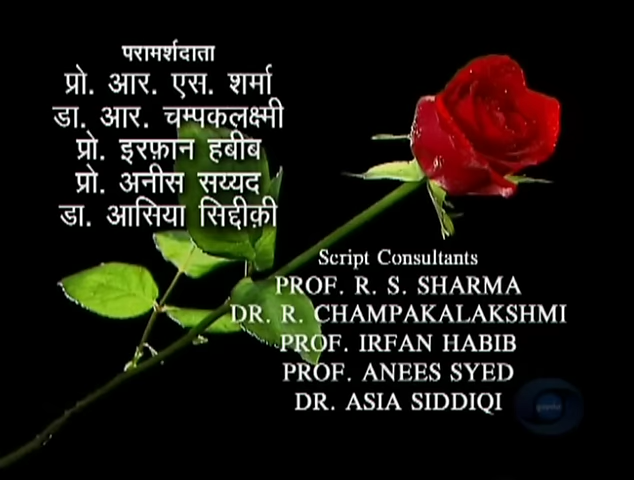 परामर्शदाता
प्रो. आर. एस. शर्मा
डा. आर. चम्पकलक्ष्मी
प्रो. इरफ़ान हबीब
प्रो. अनीस सय्यद
डा. आसिया सिद्दीक़ी
Script Consultants
PROF. R. S. SHARMA
DR. R. CHAMPAKALAKSHMI
PROF. IRFAN HABIB
PROF. ANEES SYED
DR. ASIA SIDDIQI